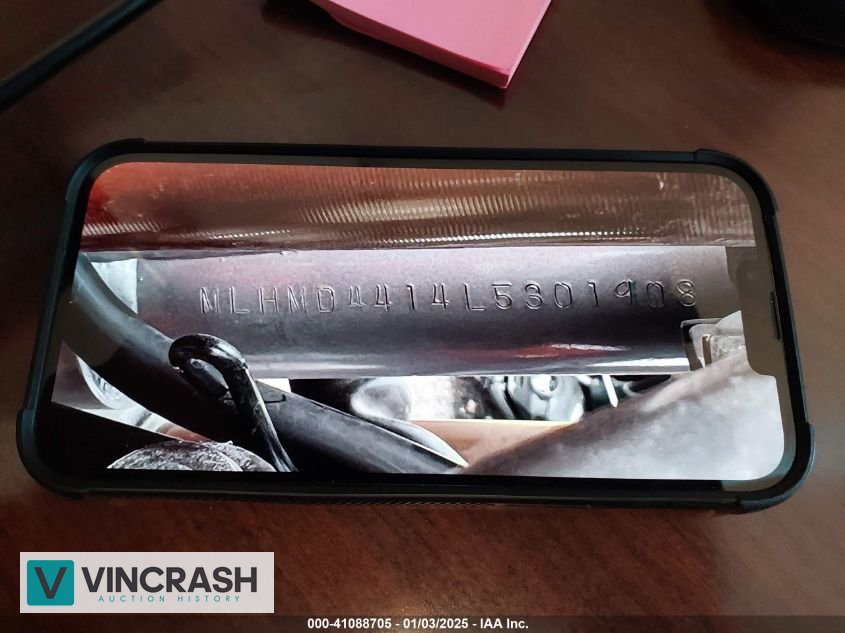 MLHMD4414L5301908
VINCRASH
AUCTION HISTORY
000-41088705 - 01/03/2025 - IAA Inc.